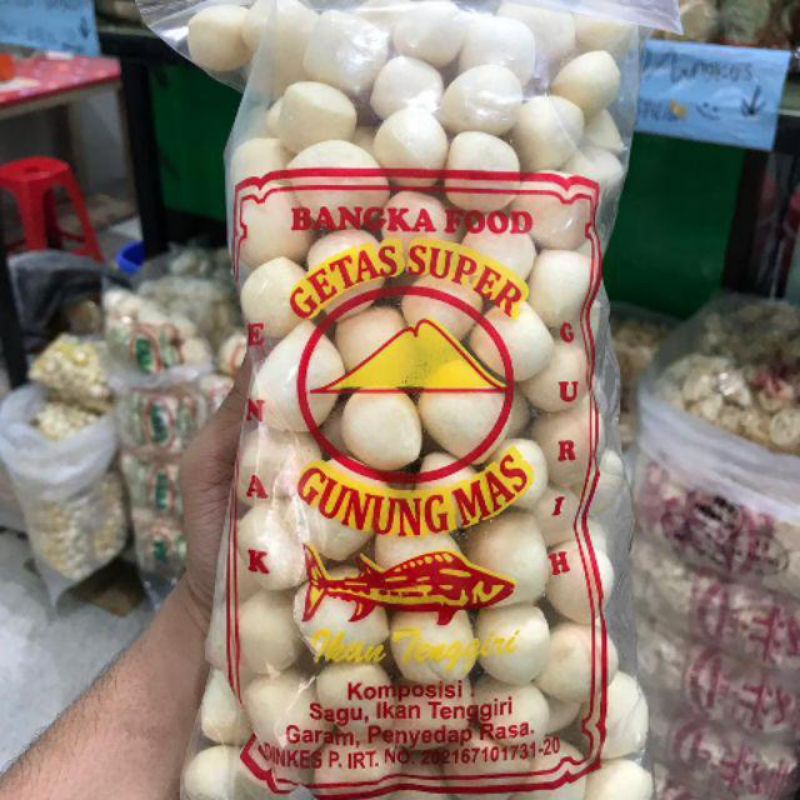 BANGKA FOOD
GETAS SUPER
ENAK
GURIH
GUNUNG MAS
Ikan Tenggiri
Komposisi :
Sagu, Ikan Tenggiri
Garam, Penyedap Rasa.
DINKES P. IRT. NO. 202167101731-20